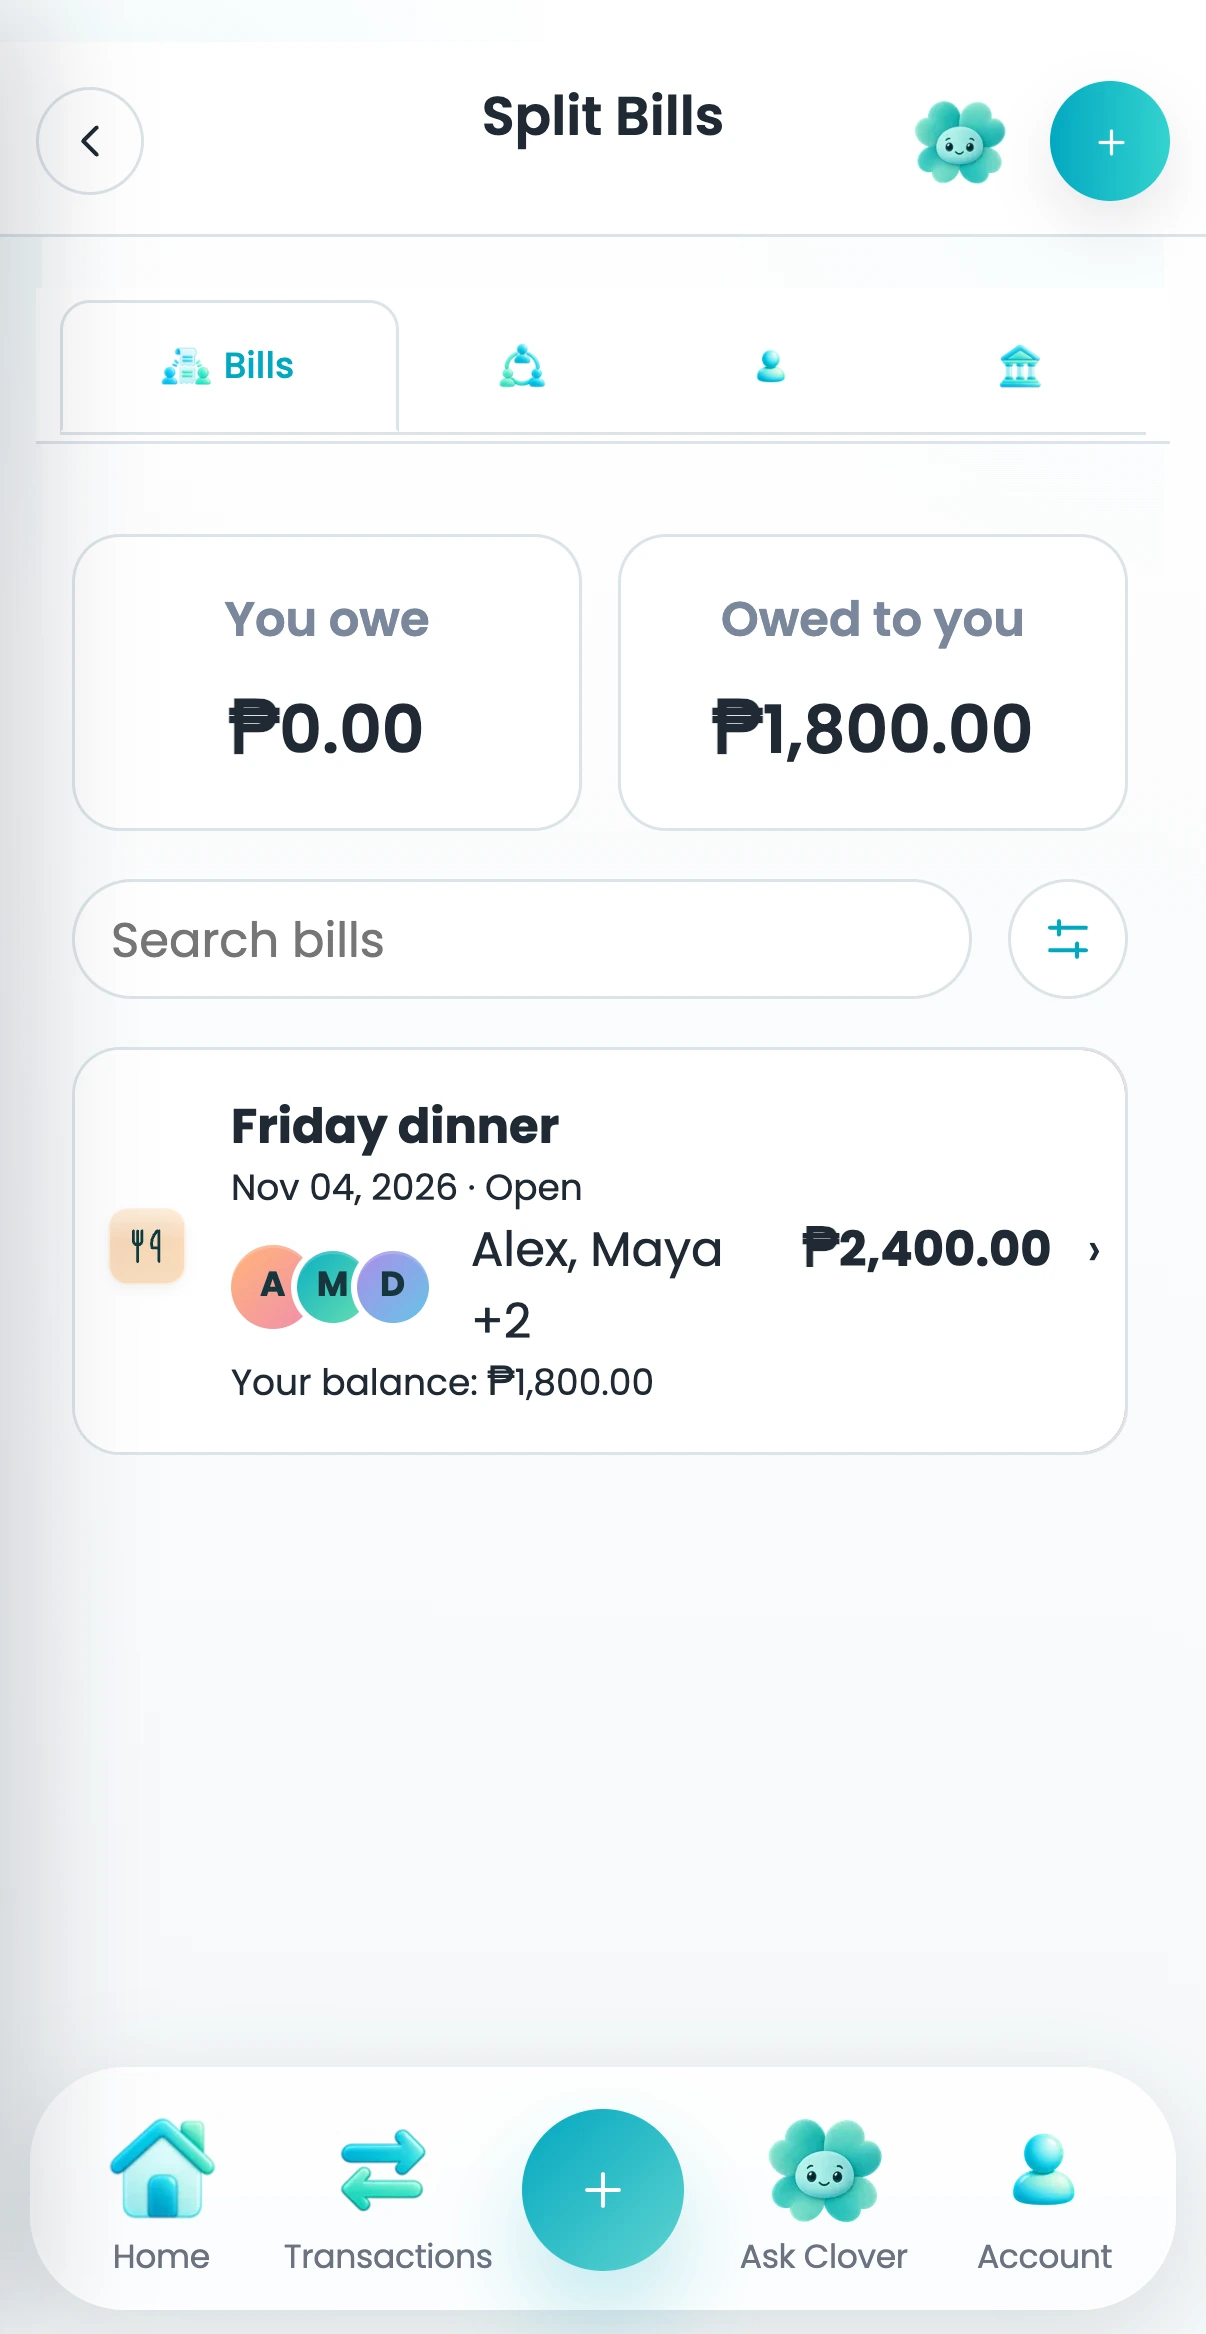 Split Bills
+
Bills
You owe
₱0.00
Owed to you
₱1,800.00
Search bills
Friday dinner
Nov 04, 2026 · Open
A M D
Alex, Maya
+2
₱2,400.00 ›
Your balance: ₱1,800.00
Home
Transactions
+
Ask Clover
Account